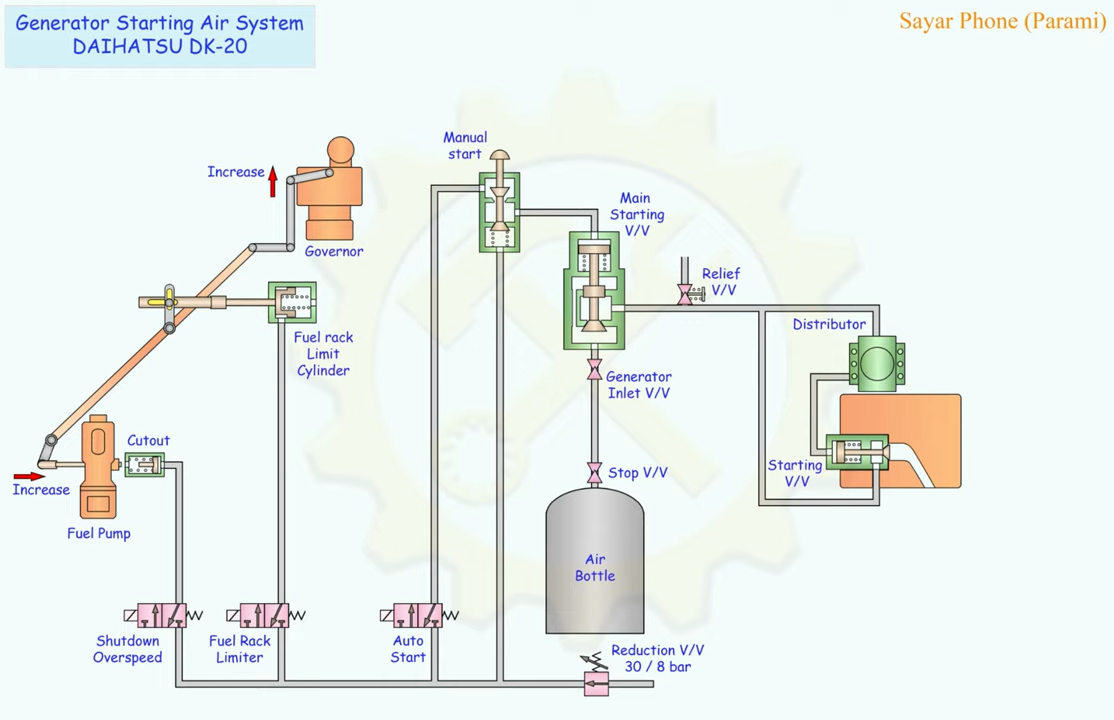 Generator Starting Air System
DAIHATSU DK-20
Sayar Phone (Parami)
Manual
start
Increase
Governor
Main
Starting
V/V
Relief
V/V
Distributor
Fuel rack
Limit
Cylinder
Generator
Inlet V/V
Cutout
Starting
V/V
Stop V/V
Increase
Fuel Pump
Air
Bottle
Shutdown
Overspeed
Fuel Rack
Limiter
Auto
Start
Reduction V/V
30 / 8 bar